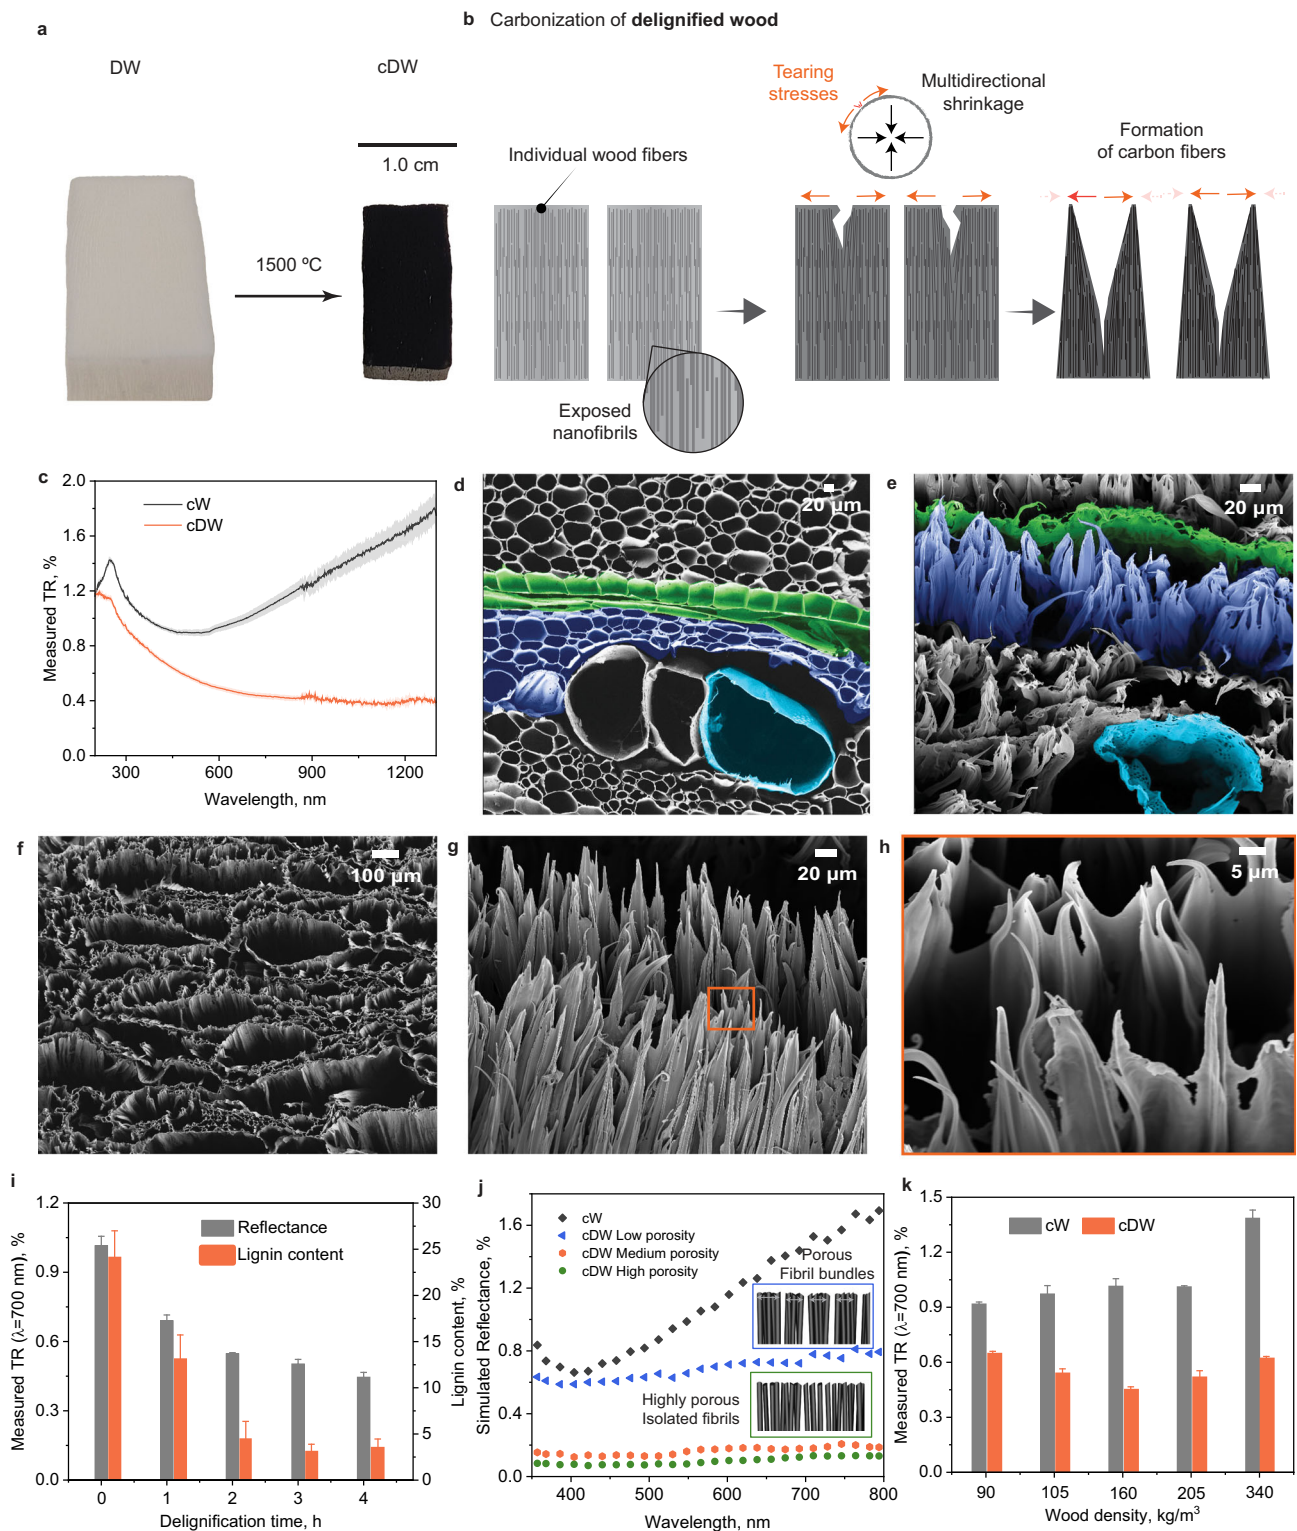 a
DW
cDW
1.0 cm
1500 ºC
b Carbonization of delignified wood
Individual wood fibers
Exposed
nanofibrils
Tearing
stresses
Multidirectional
shrinkage
Formation
of carbon fibers
c
Measured TR, %
2.0
1.6
1.2
0.8
0.4
0.0
cW
cDW
300
600
900
1200
Wavelength, nm
d
20 µm
e
20 µm
f
100 µm
g
20 µm
h
5 µm
i
Measured TR (λ=700 nm), %
1.2
0.9
0.6
0.3
0.0
Reflectance
Lignin content
30
25
20
15
10
5
0
Lignin content, %
0
1
2
3
4
Delignification time, h
j
Simulated Reflectance, %
1.6
1.2
0.8
0.4
0.0
cW
cDW Low porosity
cDW Medium porosity
cDW High porosity
Porous
Fibril bundles
Highly porous
Isolated fibrils
400
500
600
700
800
Wavelength, nm
k
Measured TR (λ=700 nm), %
1.5
1.2
0.9
0.6
0.3
0.0
cW
cDW
90
105
160
205
340
Wood density, kg/m³